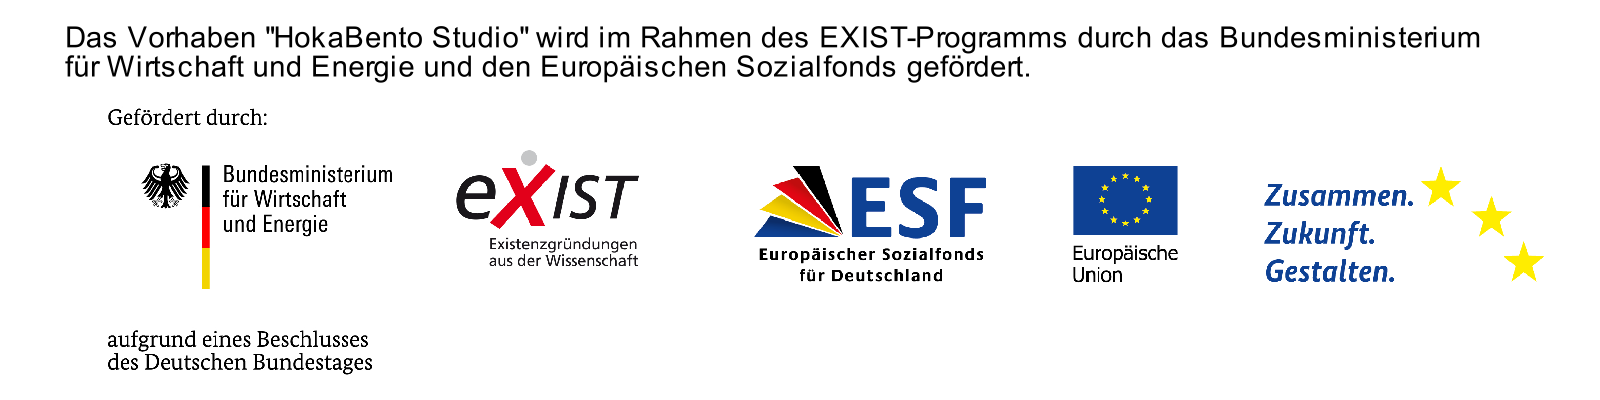 Das Vorhaben "HokaBento Studio" wird im Rahmen des EXIST-Programms durch das Bundesministerium
für Wirtschaft und Energie und den Europäischen Sozialfonds gefördert.
Gefördert durch:
Bundesministerium
für Wirtschaft
und Energie
aufgrund eines Beschlusses
des Deutschen Bundestages
eXIST
Existenzgründungen
aus der Wissenschaft
ESF
Europäischer Sozialfonds
für Deutschland
Europäische
Union
Zusammen.
Zukunft.
Gestalten.